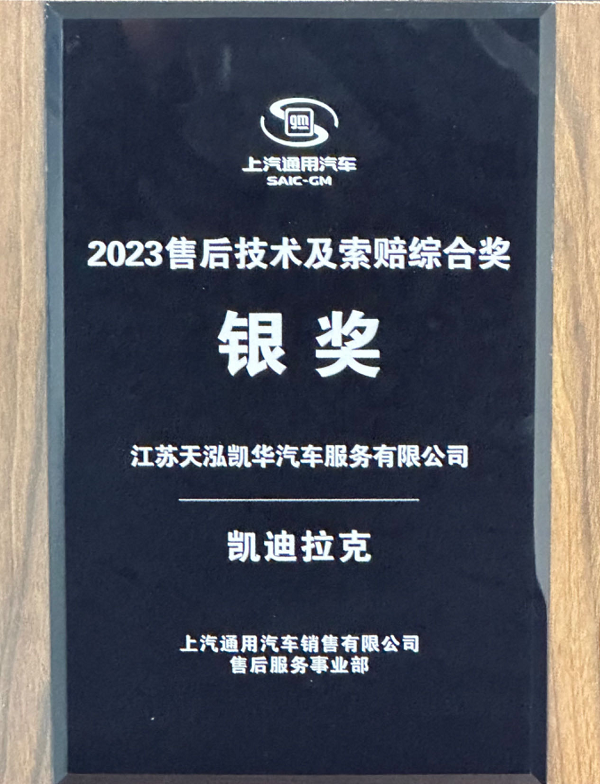 gm
上汽通用汽车
SAIC-GM
2023售后技术及索赔综合奖
银奖
江苏天泓凯华汽车服务有限公司
凯迪拉克
上汽通用汽车销售有限公司
售后服务事业部